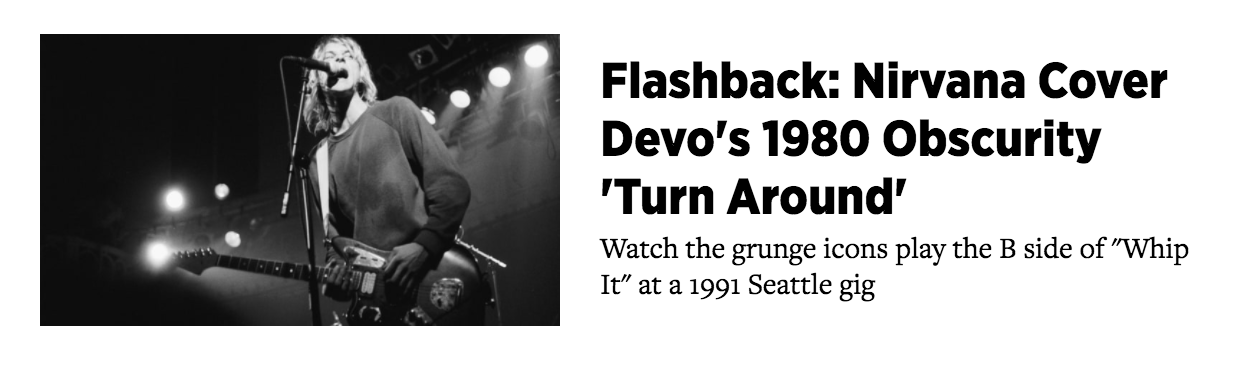 Flashback: Nirvana Cover
Devo's 1980 Obscurity
'Turn Around'
Watch the grunge icons play the B side of "Whip
It" at a 1991 Seattle gig